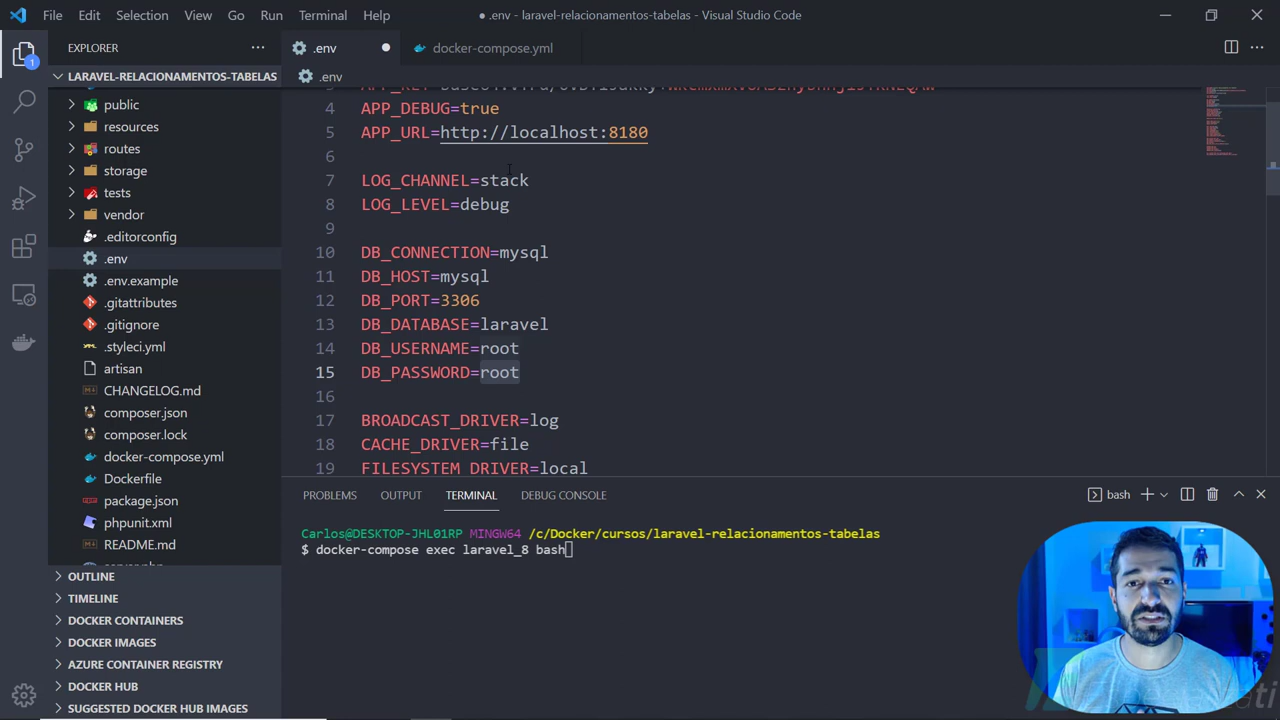 File Edit Selection View Go Run Terminal Help
● .env - laravel-relacionamentos-tabelas - Visual Studio Code
EXPLORER
.env
docker-compose.yml
1
LARAVEL-RELACIONAMENTOS-TABELAS
.env
public
resources
routes
storage
tests
vendor
.editorconfig
.env
.env.example
.gitattributes
.gitignore
.styleci.yml
artisan
CHANGELOG.md
composer.json
composer.lock
docker-compose.yml
Dockerfile
package.json
phpunit.xml
README.md
OUTLINE
TIMELINE
DOCKER CONTAINERS
DOCKER IMAGES
AZURE CONTAINER REGISTRY
DOCKER HUB
SUGGESTED DOCKER HUB IMAGES
4 APP_DEBUG=true
5 APP_URL=http://localhost:8180
6
7 LOG_CHANNEL=stack
8 LOG_LEVEL=debug
9
10 DB_CONNECTION=mysql
11 DB_HOST=mysql
12 DB_PORT=3306
13 DB_DATABASE=laravel
14 DB_USERNAME=root
15 DB_PASSWORD=root
16
17 BROADCAST_DRIVER=log
18 CACHE_DRIVER=file
19 FILESYSTEM_DRIVER=local
PROBLEMS OUTPUT TERMINAL DEBUG CONSOLE
bash
Carlos@DESKTOP-JHL01RP MINGW64 /c/Docker/cursos/laravel-relacionamentos-tabelas
$ docker-compose exec laravel_8 bash